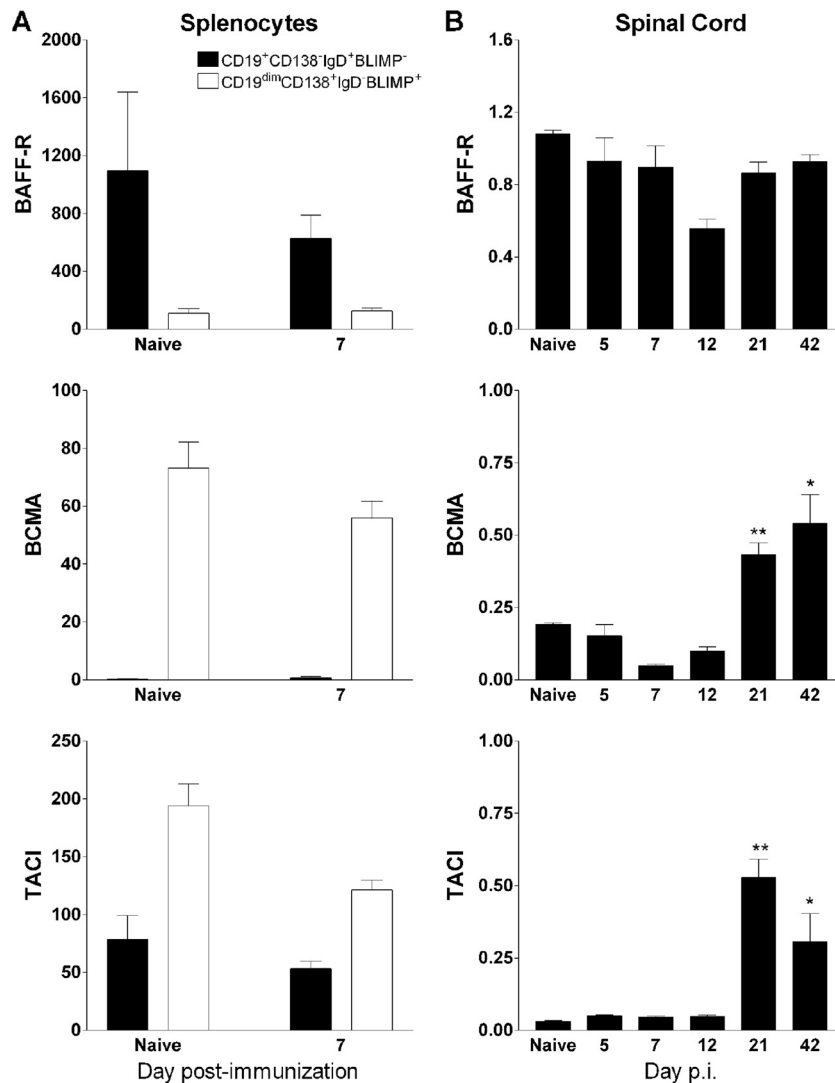 A
Splenocytes
BAFF-R
2000
1600
1200
800
400
0
CD19⁺CD138⁻IgD⁺BLIMP⁻
CD19ᵈⁱᵐCD138⁺IgD⁻BLIMP⁺
Naive 7
BCMA
100
80
60
40
20
0
Naive 7
TACI
250
200
150
100
50
0
Naive 7
Day post-immunization
B
Spinal Cord
BAFF-R
1.6
1.2
0.8
0.4
0.0
Naive 5 7 12 21 42
BCMA
1.00
0.75
0.50
0.25
0.00
** *
Naive 5 7 12 21 42
TACI
1.00
0.75
0.50
0.25
0.00
** *
Naive 5 7 12 21 42
Day p.i.